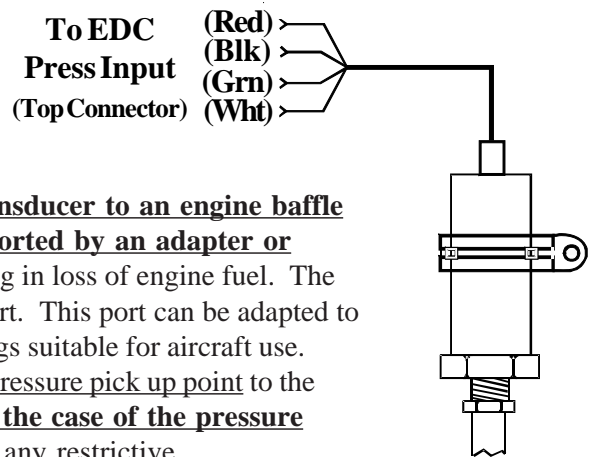 To EDC
Press Input
(Top Connector)
(Red)
(Blk)
(Grn)
(Wht)
nsducer to an engine baffle
orted by an adapter or
g in loss of engine fuel. The
rt. This port can be adapted to
gs suitable for aircraft use.
ressure pick up point to the
the case of the pressure
any restrictive